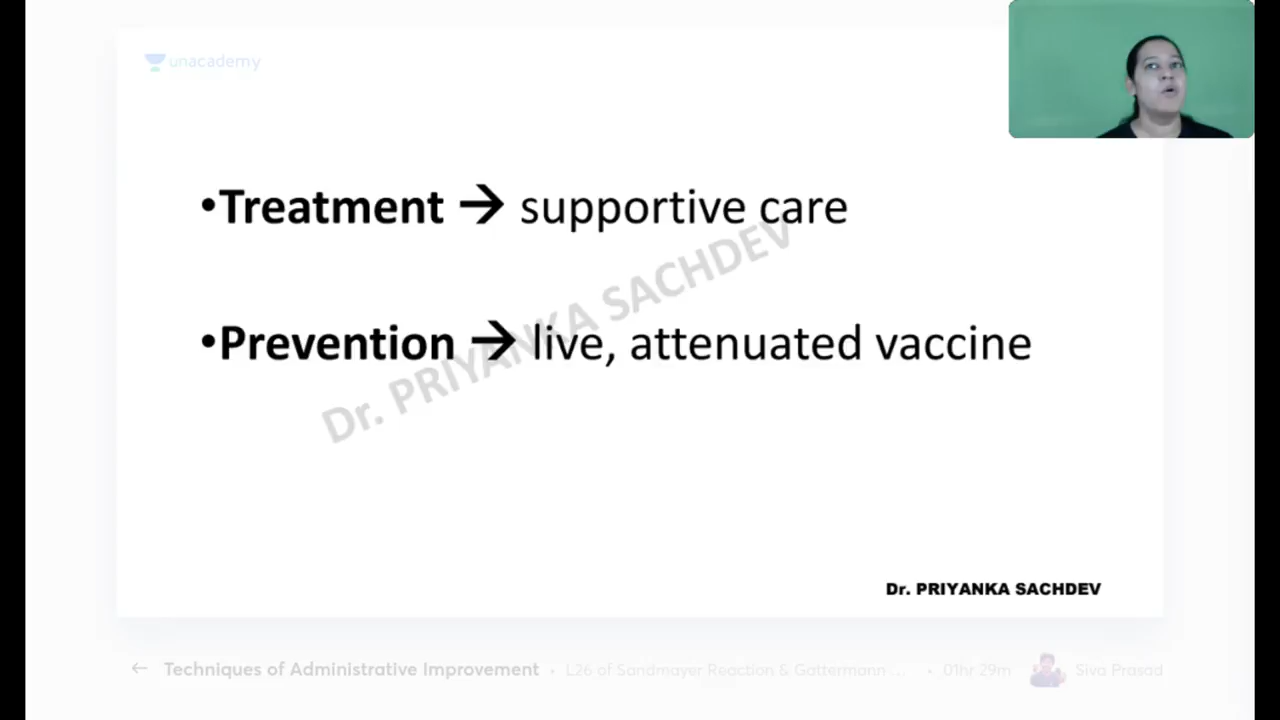 unacademy
•Treatment → supportive care
•Prevention → live, attenuated vaccine
Dr. PRIYANKA SACHDEV
Dr. PRIYANKA SACHDEV
← Techniques of Administrative Improvement • L26 of Sandmayer Reaction & Gattermann ... • 01hr 29m Siva Prasad